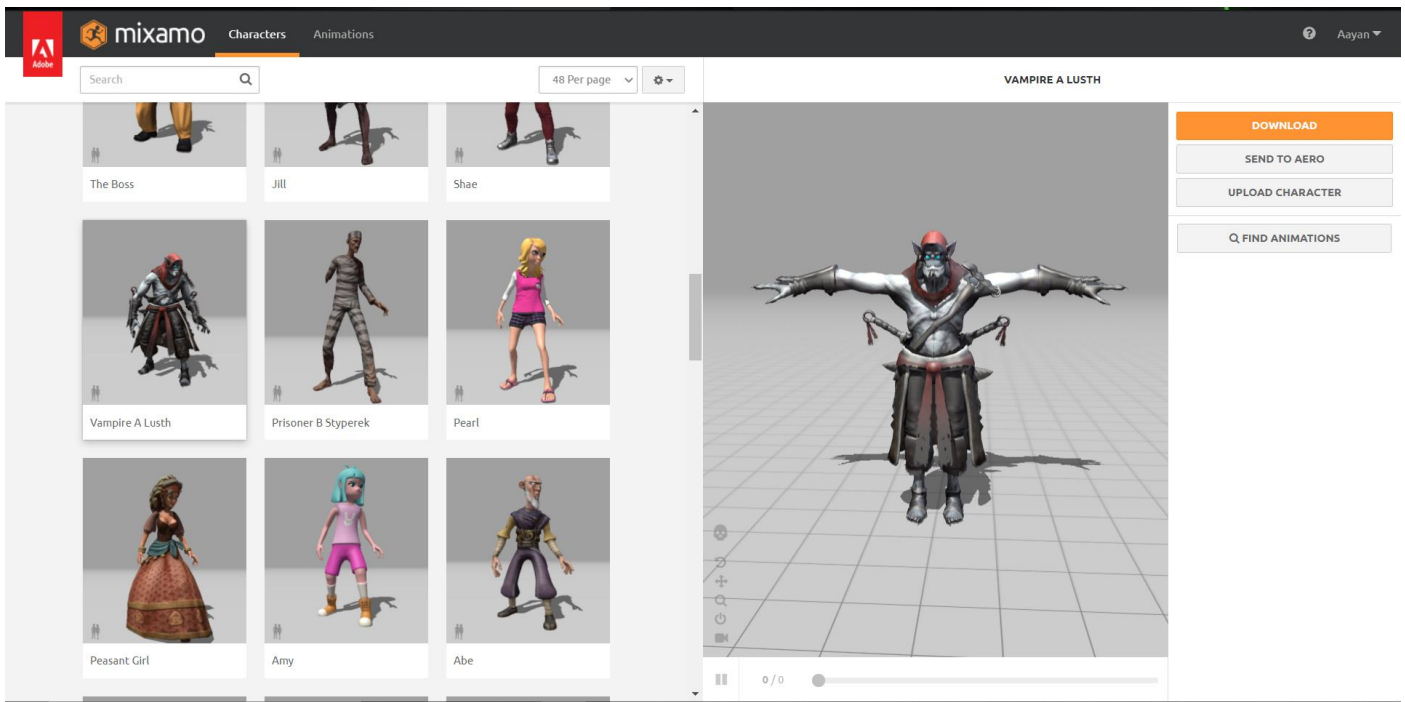 Adobe
mixamo
Characters
Animations
Aayan
Search
48 Per page
VAMPIRE A LUSTH
The Boss
Jill
Shae
Vampire A Lusth
Prisoner B Styperek
Pearl
Peasant Girl
Amy
Abe
DOWNLOAD
SEND TO AERO
UPLOAD CHARACTER
FIND ANIMATIONS
0 / 0